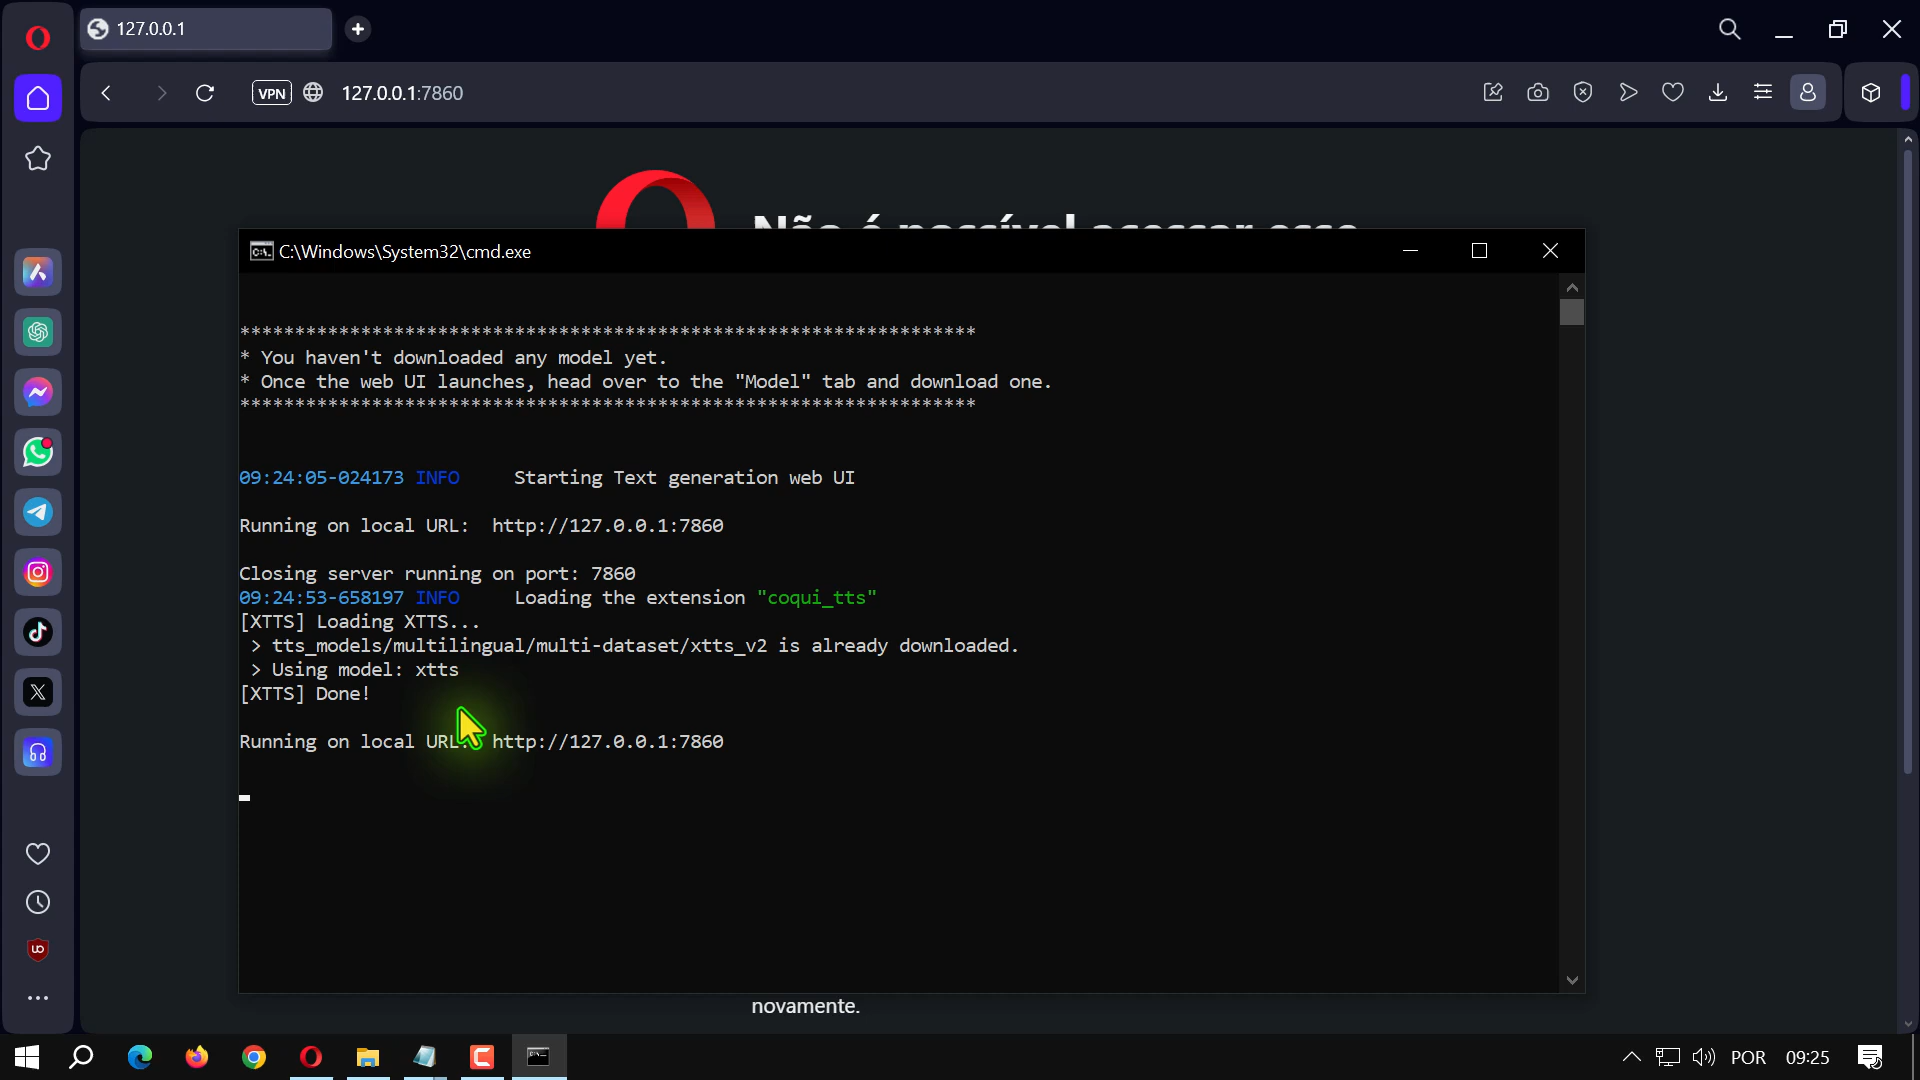 127.0.0.1
VPN
127.0.0.1:7860
Não é possível acessar esse
C:\Windows\System32\cmd.exe
*******************************************************************
* You haven't downloaded any model yet.
* Once the web UI launches, head over to the "Model" tab and download one.
*******************************************************************
09:24:05-024173 INFO     Starting Text generation web UI
Running on local URL:  http://127.0.0.1:7860
Closing server running on port: 7860
09:24:53-658197 INFO     Loading the extension "coqui_tts"
[XTTS] Loading XTTS...
> tts_models/multilingual/multi-dataset/xtts_v2 is already downloaded.
> Using model: xtts
[XTTS] Done!
Running on local URL:  http://127.0.0.1:7860
novamente.
POR
09:25